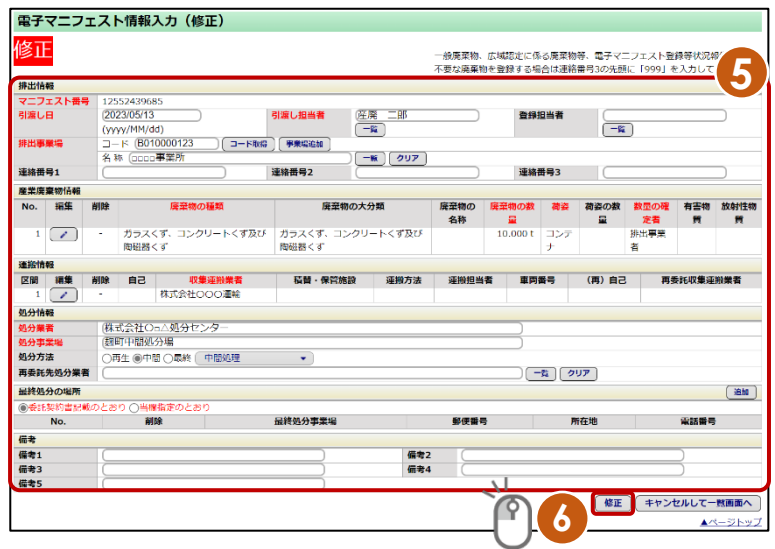 電子マニフェスト情報入力（修正）
修正
一般廃棄物、広域認定に係る廃棄物等、電子マニフェスト登録等状況報
不要な廃棄物を登録する場合は連絡番号3の先頭に「999」を入力して
5
排出情報
マニフェスト番号 12552439685
引渡し日 2023/05/13 引渡し担当者 産廃 二郎 登録担当者
(yyyy/MM/dd) 一覧 一覧
排出事業場 コード B010000123 コード取得 事業場追加
名称 □□□□事業所 一覧 クリア
連絡番号1 連絡番号2 連絡番号3
産業廃棄物情報
No. 編集 削除 廃棄物の種類 廃棄物の大分類 廃棄物の名称 廃棄物の数量 荷姿 荷姿の数量 数量の確定者 有害物質 放射性物質
1 - ガラスくず、コンクリートくず及び陶磁器くず ガラスくず、コンクリートくず及び陶磁器くず 10.000 t コンテナ 排出事業者
運搬情報
区間 編集 削除 自己 収集運搬業者 積替・保管施設 運搬方法 運搬担当者 車両番号 （再）自己 再委託収集運搬業者
1 - 株式会社〇〇〇運輸
処分情報
処分業者 株式会社○□△処分センター
処分事業場 麹町中間処分場
処分方法 ○再生 ◉中間 ○最終 中間処理
再委託先処分業者 一覧 クリア
最終処分の場所 追加
◉委託契約書記載のとおり ○当欄指定のとおり
No. 削除 最終処分事業場 郵便番号 所在地 電話番号
備考
備考1 備考2
備考3 備考4
備考5
6
修正 キャンセルして一覧画面へ
▲ページトップ